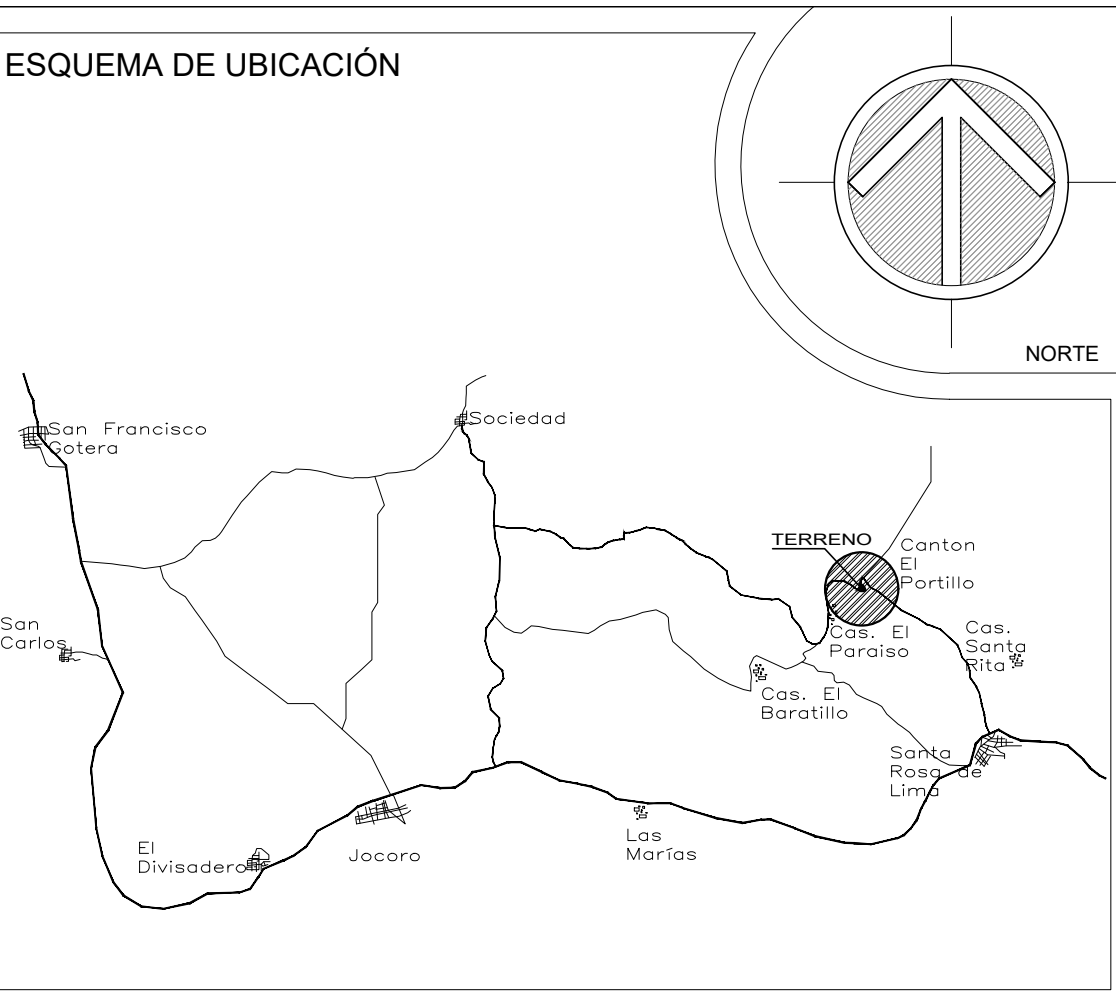 ESQUEMA DE UBICACIÓN
NORTE
San Francisco
Gotera
Sociedad
TERRENO
Canton
El
Portillo
San
Carlos
Cas. El
Paraiso
Cas.
Santa
Rita
Cas. El
Baratillo
Santa
Rosa de
Lima
El
Divisadero
Jocoro
Las
Marías